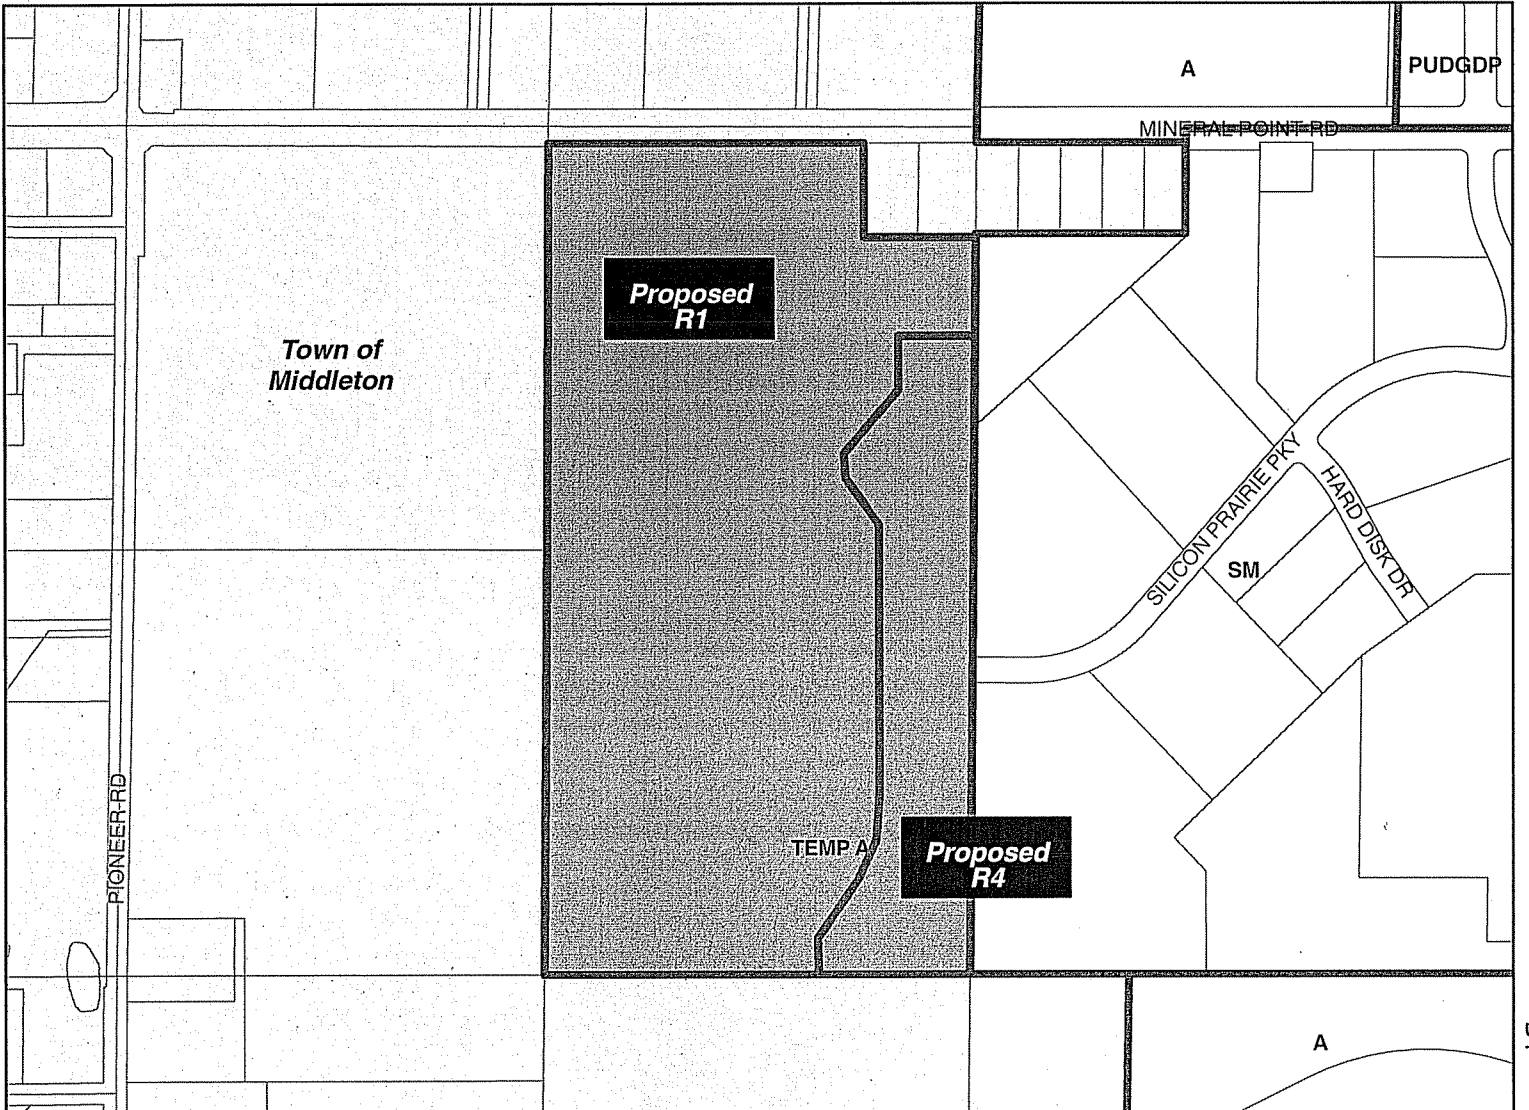 A
PUDGDP
MINERAL POINT RD
Proposed
R1
Town of
Middleton
SILICON PRAIRIE PKY
HARD DISK DR
SM
PIONEER RD
TEMP A
Proposed
R4
A